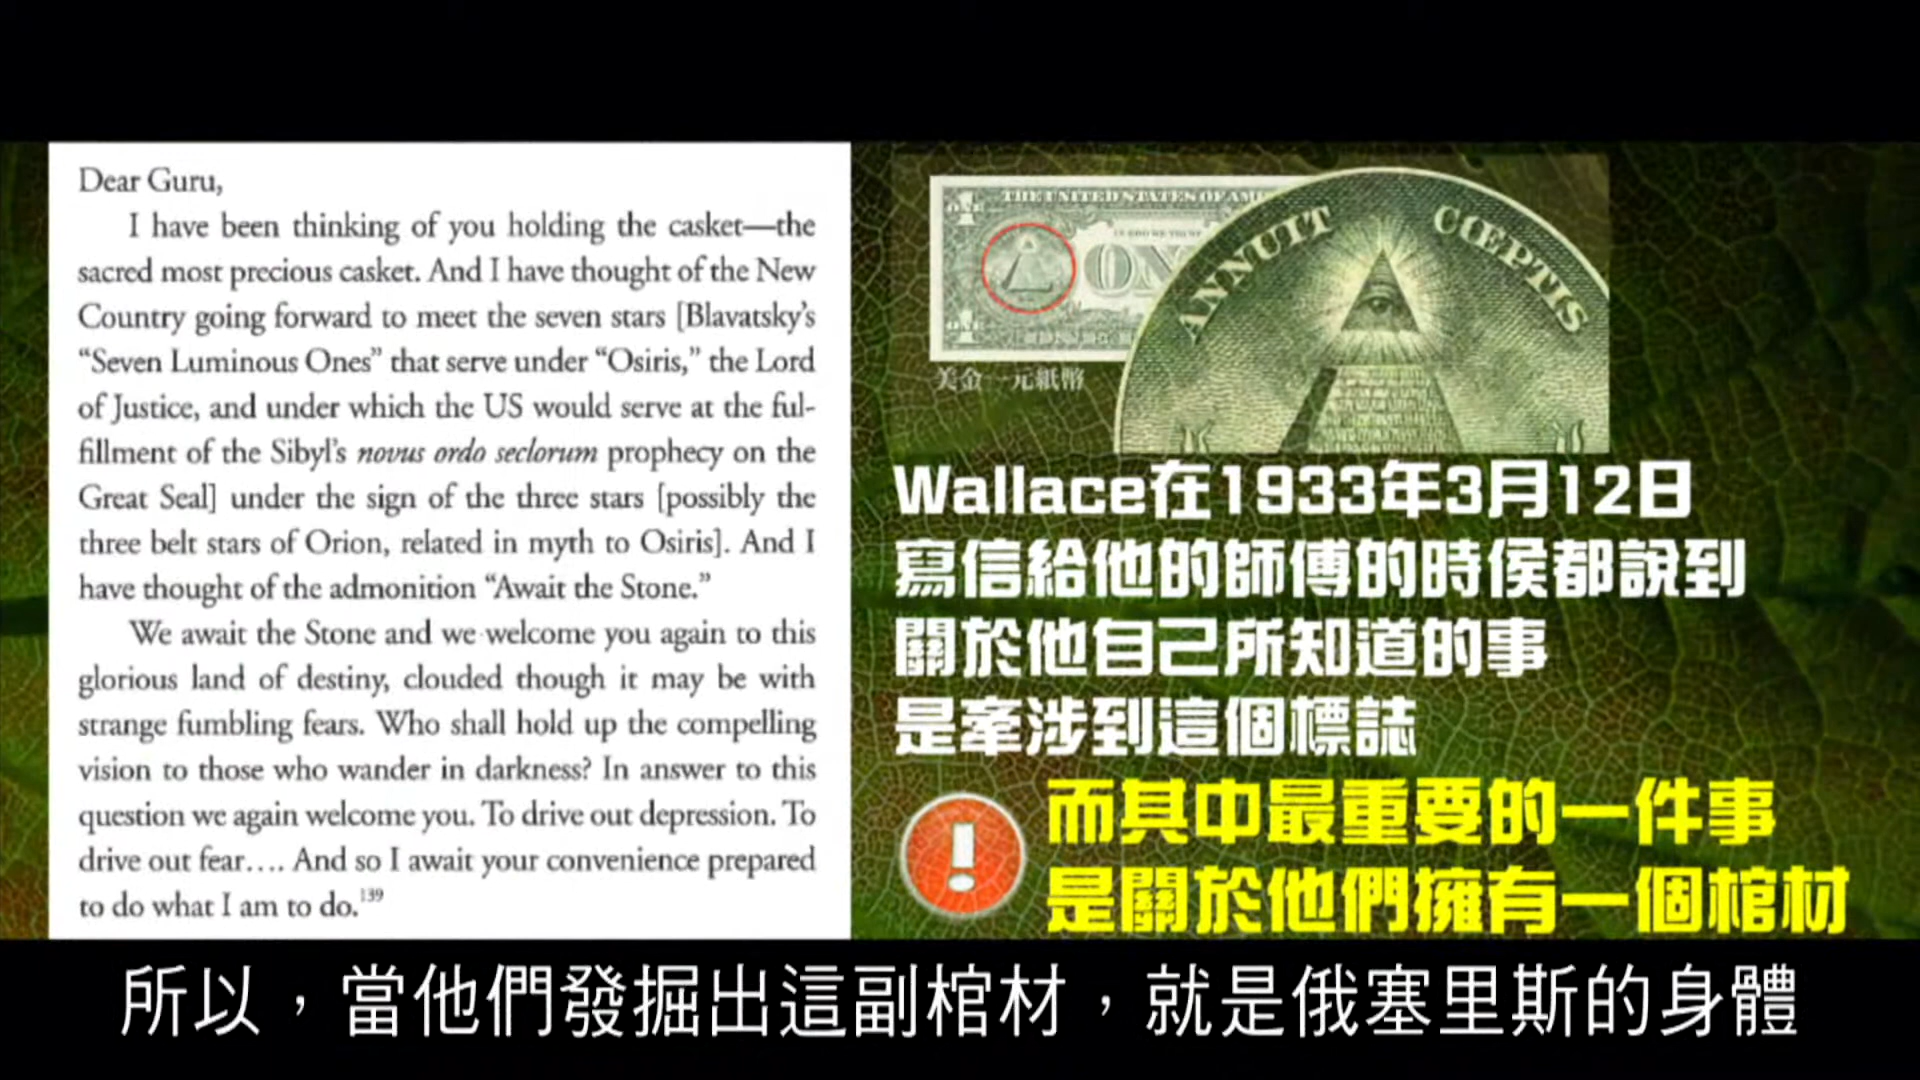 Dear Guru,
I have been thinking of you holding the casket—the
sacred most precious casket. And I have thought of the New
Country going forward to meet the seven stars [Blavatsky's
“Seven Luminous Ones” that serve under “Osiris,” the Lord
of Justice, and under which the US would serve at the ful-
fillment of the Sibyl's novus ordo seclorum prophecy on the
Great Seal] under the sign of the three stars [possibly the
three belt stars of Orion, related in myth to Osiris]. And I
have thought of the admonition “Await the Stone.”
We await the Stone and we welcome you again to this
glorious land of destiny, clouded though it may be with
strange fumbling fears. Who shall hold up the compelling
vision to those who wander in darkness? In answer to this
question we again welcome you. To drive out depression. To
drive out fear.... And so I await your convenience prepared
to do what I am to do.139
THE UNITED STATES OF AM
1
ON
ONE
ANNUIT CŒPTIS
美金一元紙幣
Wallace在1933年3月12日
寫信給他的師傅的時侯都說到
關於他自己所知道的事
是牽涉到這個標誌
而其中最重要的一件事
是關於他們擁有一個棺材
所以，當他們發掘出這副棺材，就是俄塞里斯的身體